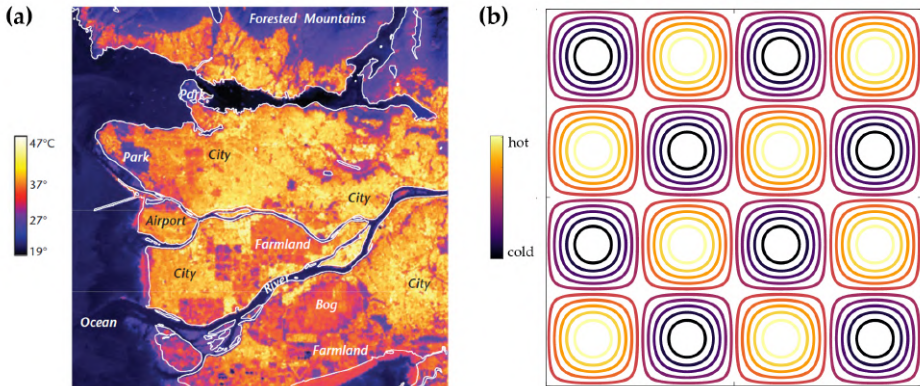 (a)
Forested Mountains
Park
Park
City
City
Airport
Farmland
City
City
River
Bog
Ocean
Farmland
47°C
37°
27°
19°
(b)
hot
cold